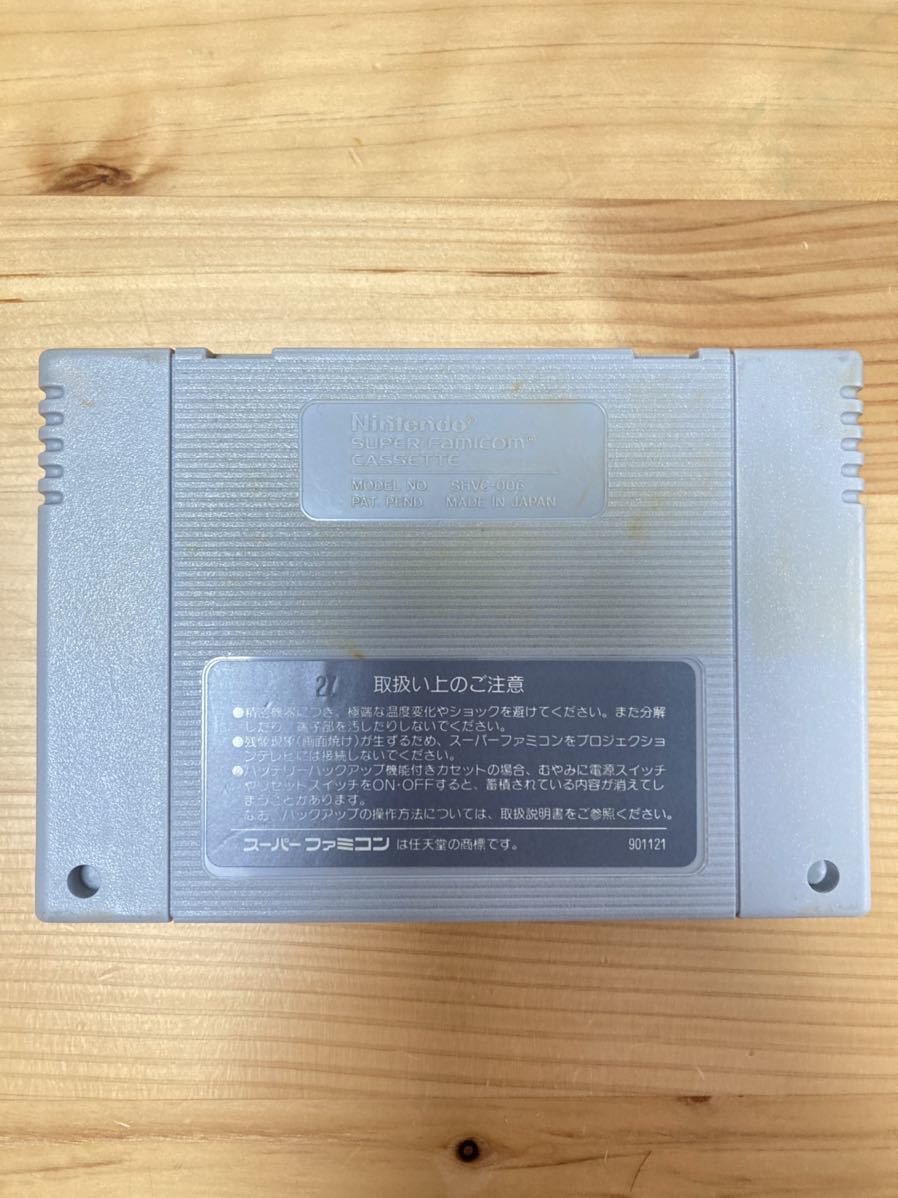 Nintendo®
SUPER FAMICOM®
CASSETTE
MODEL NO. SHVC-006
PAT. PEND. MADE IN JAPAN
取扱い上のご注意
●精密機器につき、極端な温度変化やショックを避けてください。また分解
したり、端子部を汚したりしないでください。
●残像現象(画面焼け)が生ずるため、スーパーファミコンをプロジェクショ
ンテレビには接続しないでください。
●バッテリーバックアップ機能付きカセットの場合、むやみに電源スイッチ
やリセットスイッチをON・OFFすると、蓄積されている内容が消えてし
まうことがあります。
なお、バックアップの操作方法については、取扱説明書をご参照ください。
スーパーファミコンは任天堂の商標です。 901121